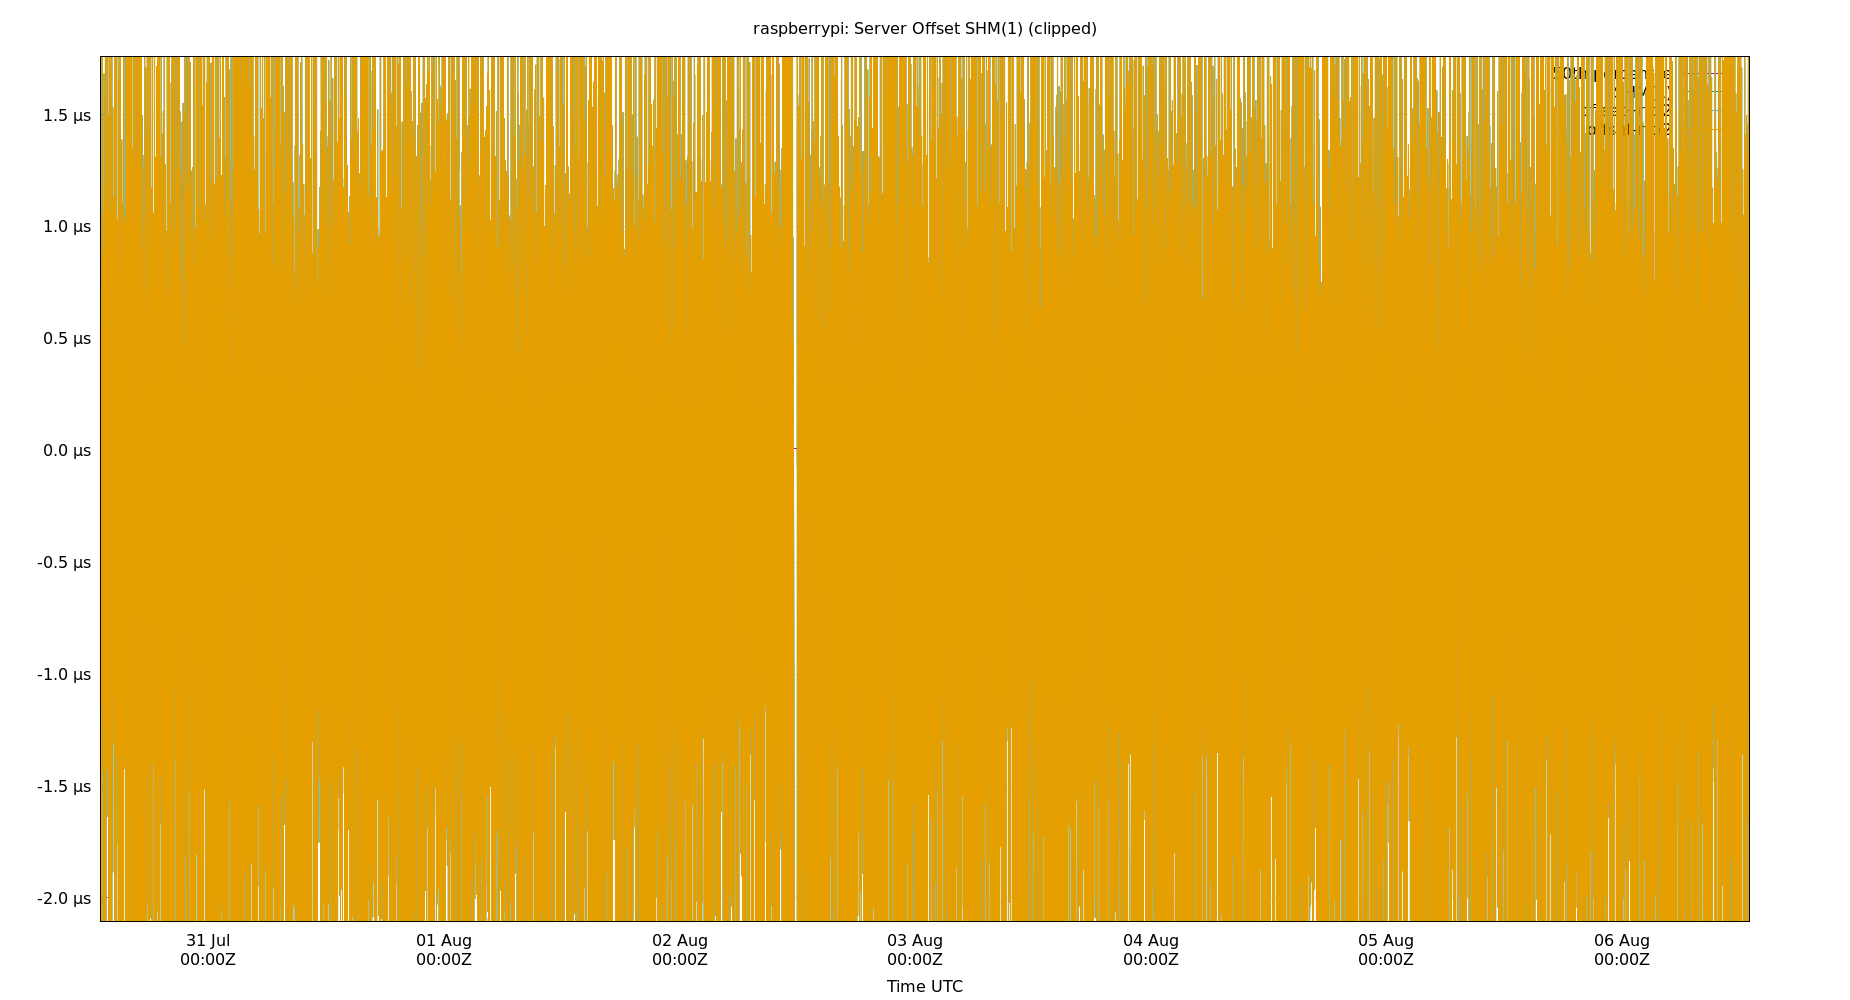 raspberrypi: Server Offset SHM(1) (clipped)
1.5 µs
1.0 µs
0.5 µs
0.0 µs
-0.5 µs
-1.0 µs
-1.5 µs
-2.0 µs
31 Jul 01 Aug 02 Aug 03 Aug 04 Aug 05 Aug 06 Aug
00:00Z 00:00Z 00:00Z 00:00Z 00:00Z 00:00Z 00:00Z
Time UTC